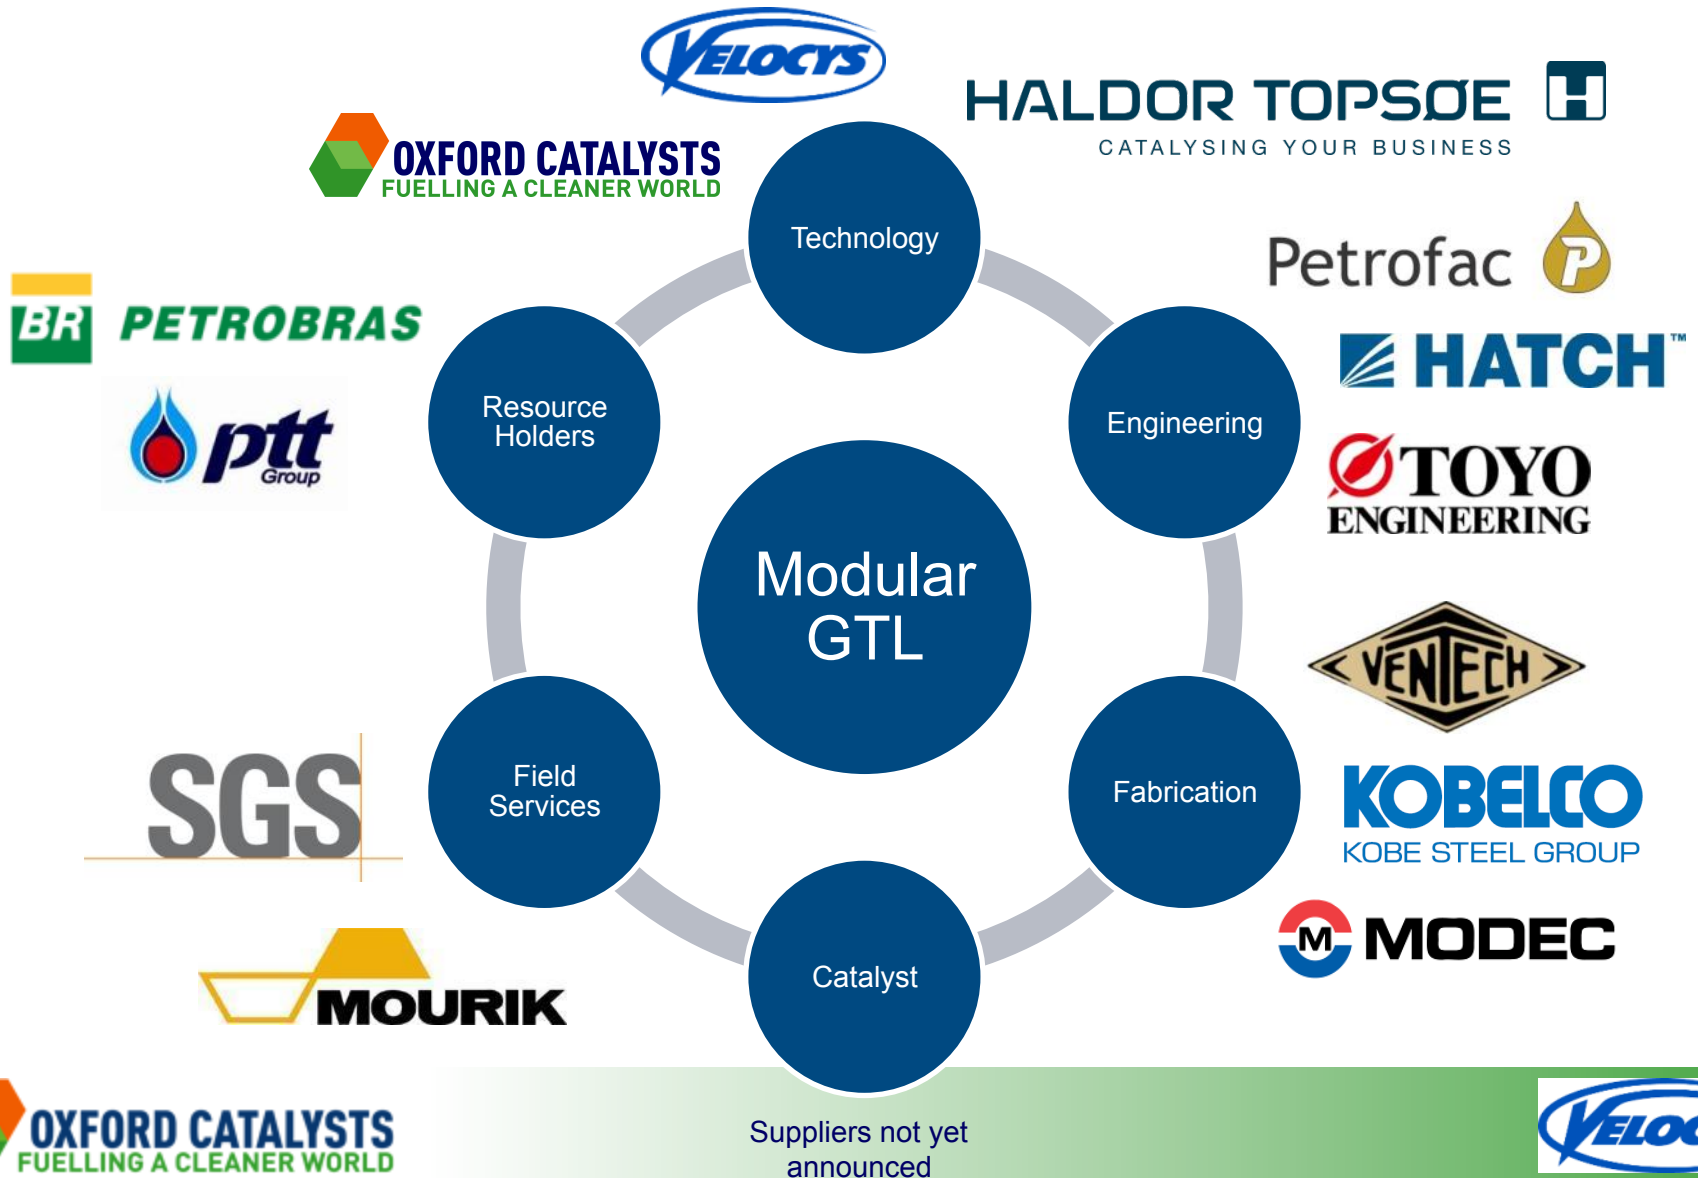 VELOCYS
HALDOR TOPSØE
CATALYSING YOUR BUSINESS
OXFORD CATALYSTS
FUELLING A CLEANER WORLD
Technology
Petrofac
P
BR PETROBRAS
HATCH™
Resource
Holders
Engineering
ptt
Group
TOYO
ENGINEERING
Modular
GTL
VENTECH
SGS
Field
Services
Fabrication
KOBELCO
KOBE STEEL GROUP
MOURIK
Catalyst
M MODEC
OXFORD CATALYSTS
FUELLING A CLEANER WORLD
Suppliers not yet
announced
VELOC